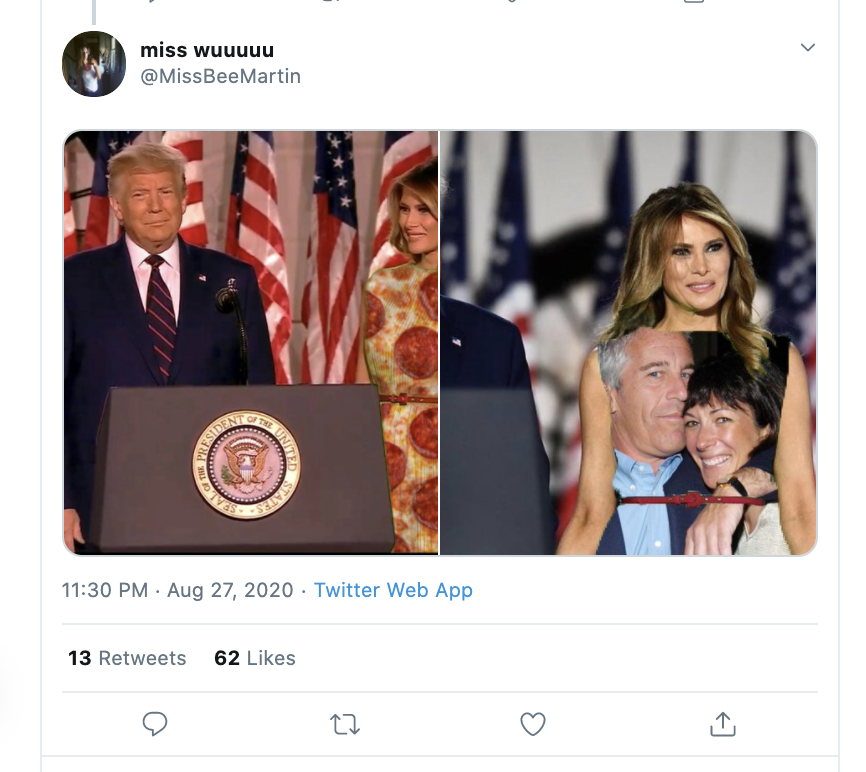 miss wuuuuu
@MissBeeMartin
SEAL OF THE PRESIDENT OF THE UNITED STATES
11:30 PM · Aug 27, 2020 · Twitter Web App
13 Retweets 62 Likes